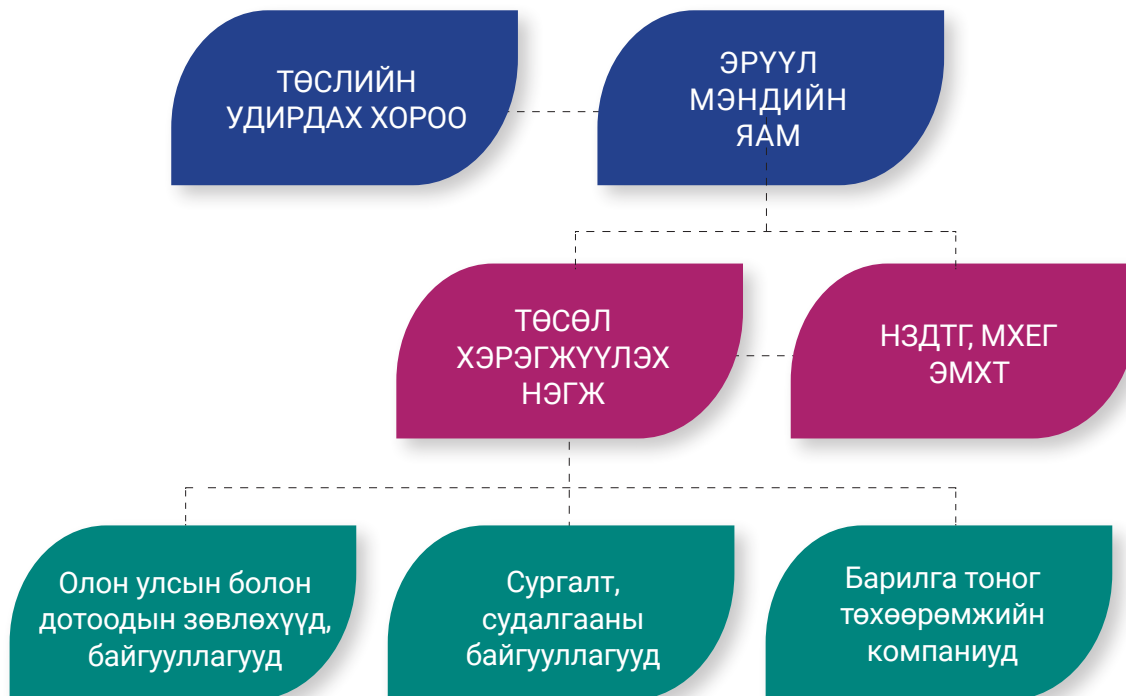 ТӨСЛИЙН
УДИРДАХ ХОРОО
ЭРҮҮЛ
МЭНДИЙН
ЯАМ
ТӨСӨЛ
ХЭРЭГЖҮҮЛЭХ
НЭГЖ
НЗДТГ, МХЕГ
ЭМХТ
Олон улсын болон
дотоодын зөвлөхүүд,
байгууллагууд
Сургалт,
судалгааны
байгууллагууд
Барилга тоног
төхөөрөмжийн
компаниуд